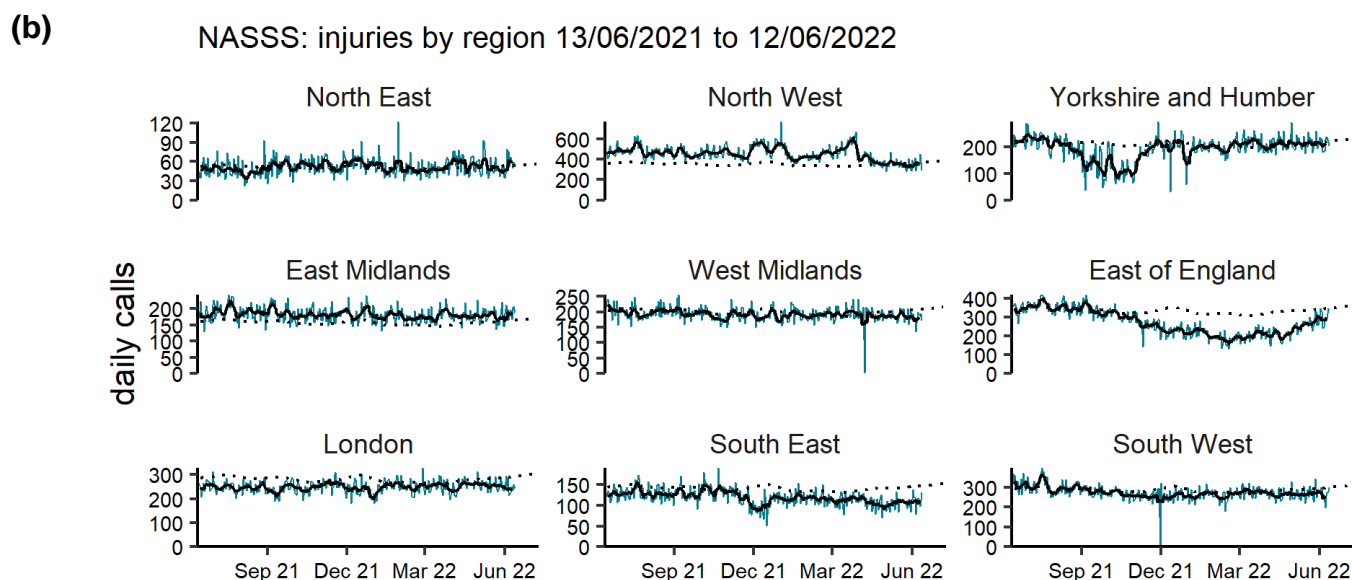 (b)
NASSS: injuries by region 13/06/2021 to 12/06/2022
North East
North West
Yorkshire and Humber
120
90
60
30
0
600
400
200
0
200
100
0
East Midlands
West Midlands
East of England
200
150
100
50
0
250
200
150
100
50
0
400
300
200
100
0
daily calls
London
South East
South West
300
200
100
0
150
100
50
0
300
200
100
0
Sep 21 Dec 21 Mar 22 Jun 22
Sep 21 Dec 21 Mar 22 Jun 22
Sep 21 Dec 21 Mar 22 Jun 22